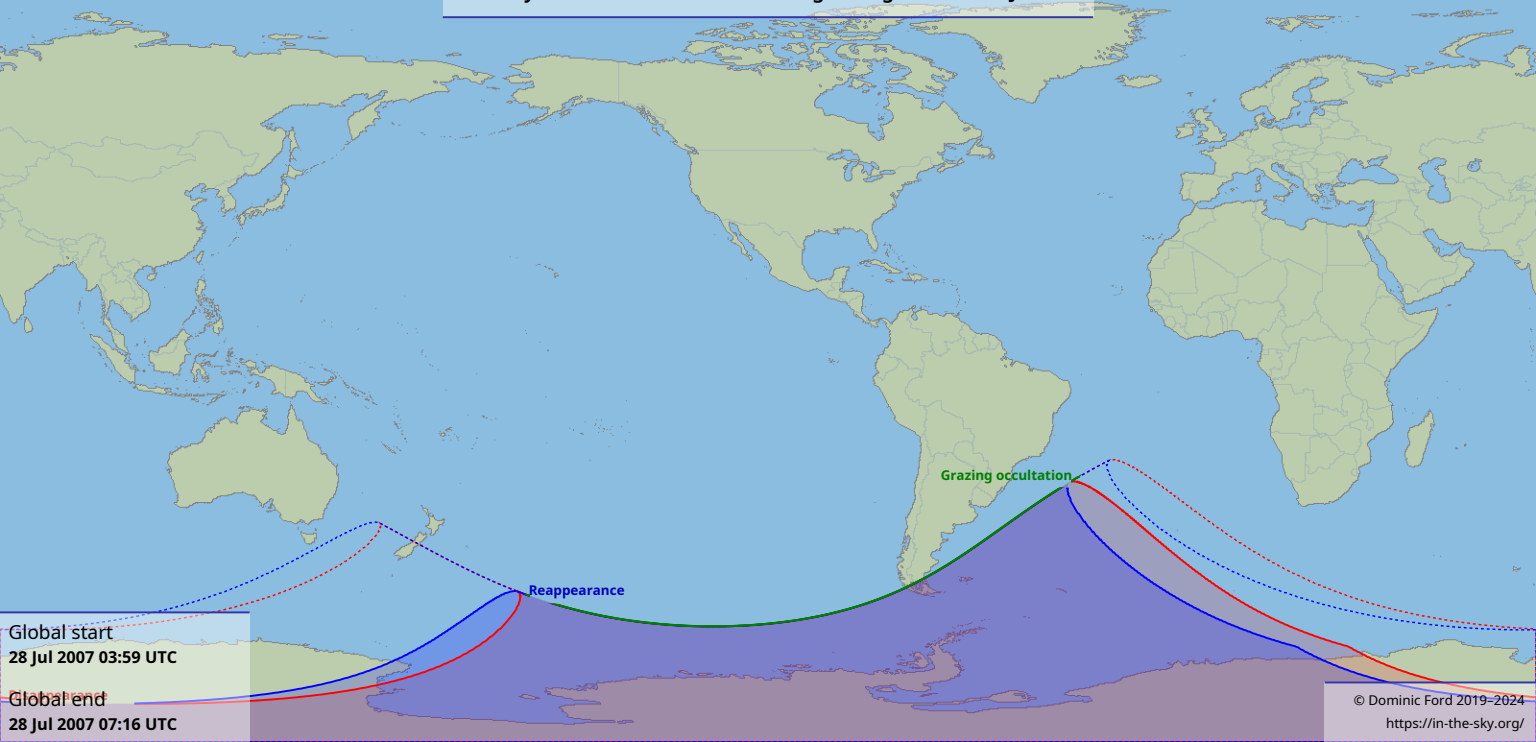 Grazing occultation
Reappearance
Global start
28 Jul 2007 03:59 UTC
Disappearance
Global end
28 Jul 2007 07:16 UTC
© Dominic Ford 2019–2024
https://in-the-sky.org/